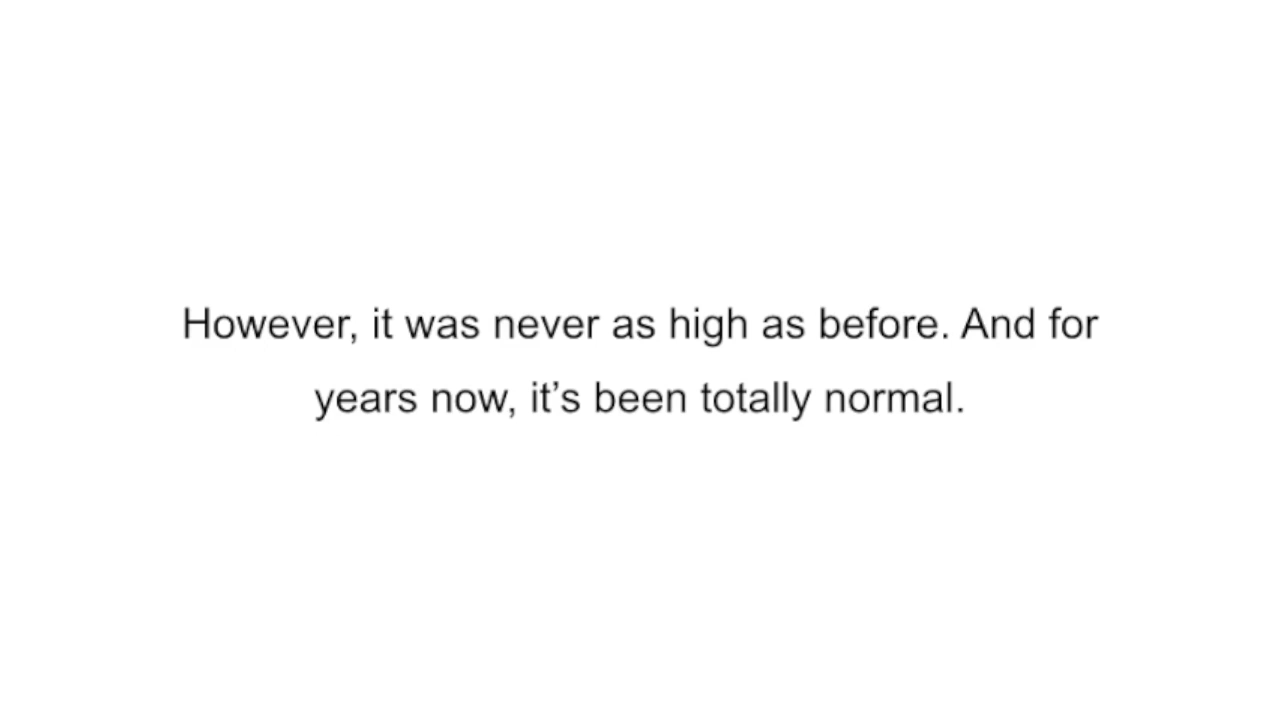 However, it was never as high as before. And for
years now, it’s been totally normal.